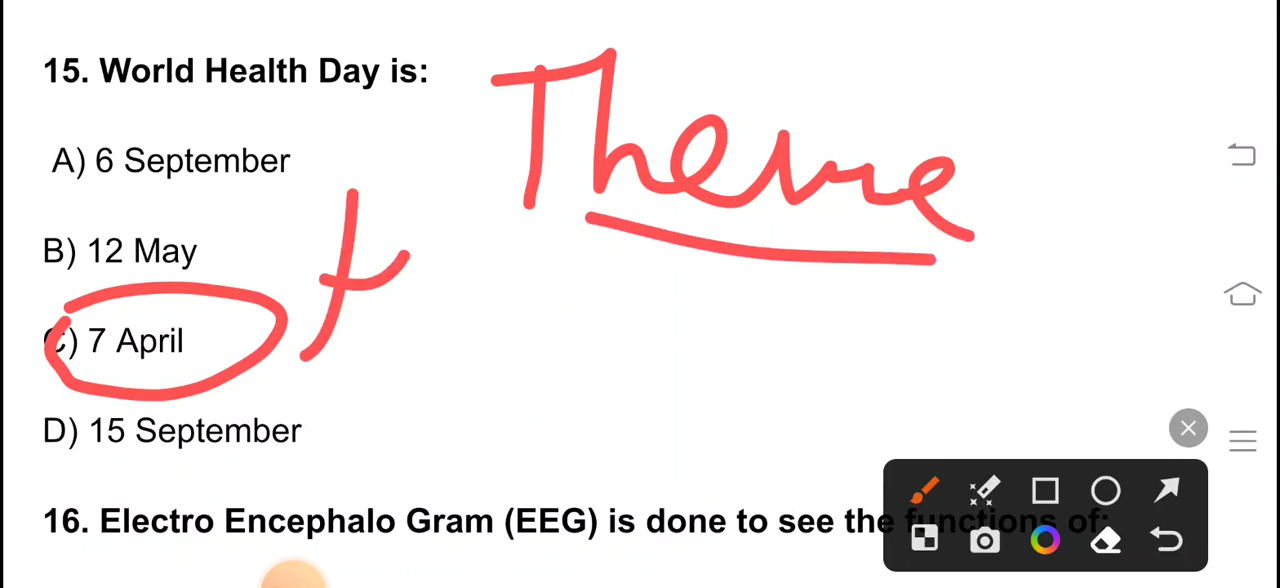 15. World Health Day is:
Theme
A) 6 September
B) 12 May
C) 7 April
D) 15 September
16. Electro Encephalo Gram (EEG) is done to see the functions of: